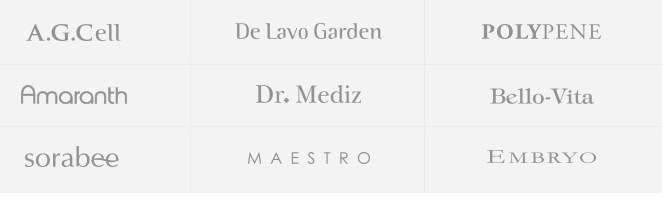 A.G.Cell
De Lavo Garden
POLYPENE
Amaranth
Dr. Mediz
Bello-Vita
sorabee
MAESTRO
EMBRYO